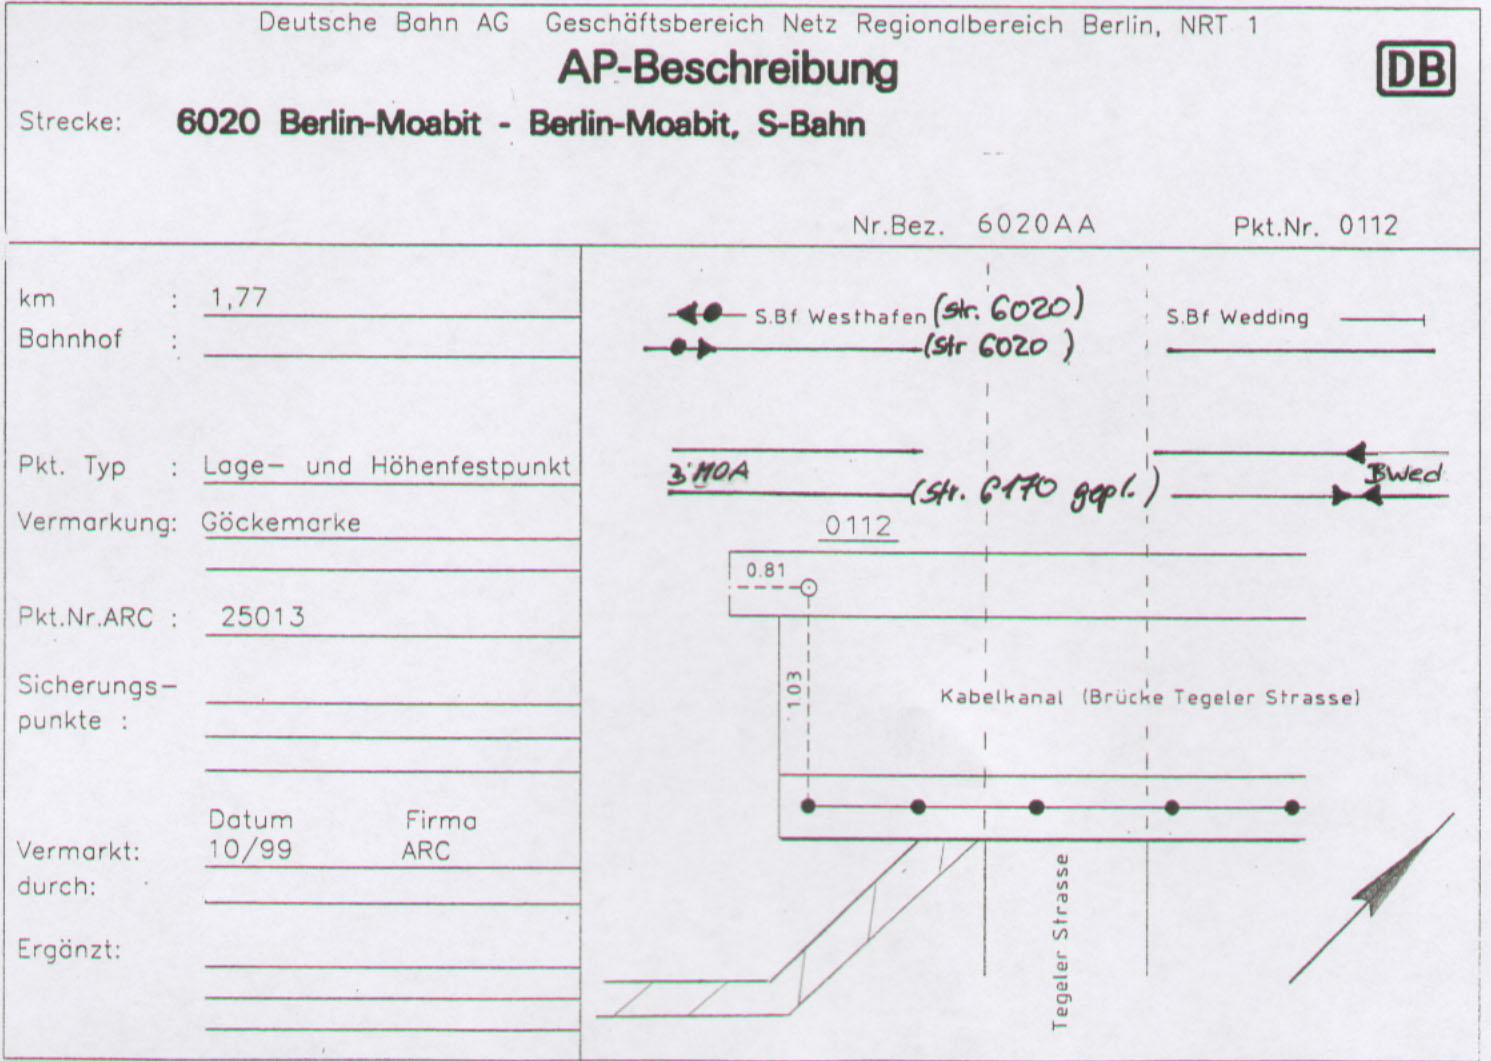 Deutsche Bahn AG Geschäftsbereich Netz Regionalbereich Berlin, NRT 1
AP-Beschreibung
DB
Strecke: 6020 Berlin-Moabit - Berlin-Moabit, S-Bahn
Nr.Bez. 6020AA Pkt.Nr. 0112
km : 1,77
Bahnhof :
Pkt. Typ : Lage- und Höhenfestpunkt
Vermarkung: Göckemarke
Pkt.Nr.ARC : 25013
Sicherungs-
punkte :
Datum Firma
Vermarkt: 10/99 ARC
durch:
Ergänzt:
S.Bf Westhafen (Str. 6020) S.Bf Wedding
(Str 6020 )
MOA (Str. 6170 gepl.) BWed
0112
0.81
1.03
Kabelkanal (Brücke Tegeler Strasse)
Tegeler Strasse